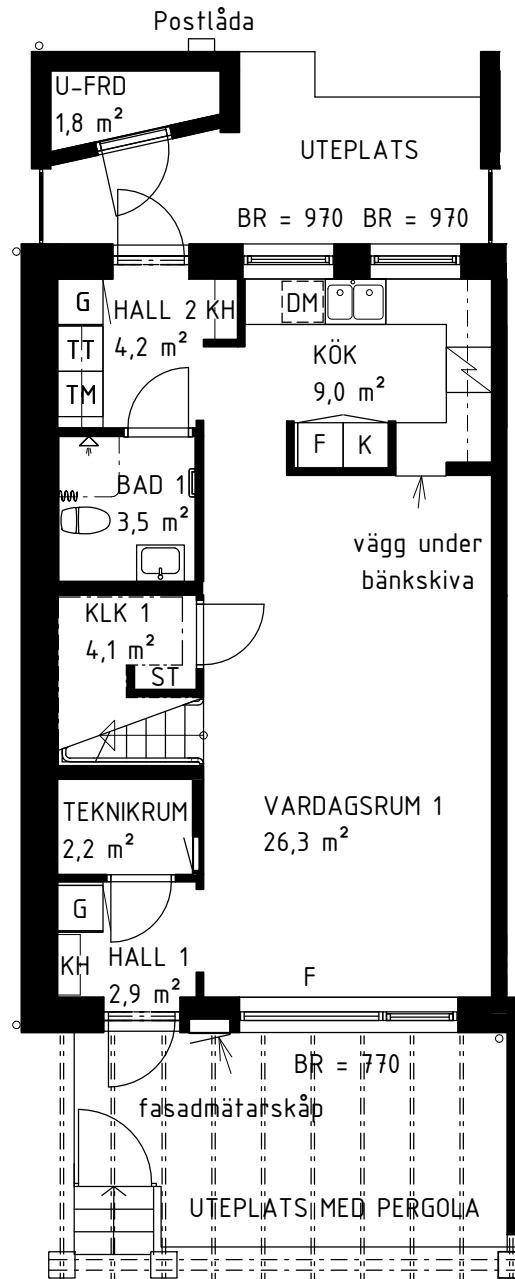 Postlåda
U-FRD
1,8 m²
UTEPLATS
BR = 970 BR = 970
G
HALL 2 KH
DM
TT
4,2 m²
KÖK
TM
9,0 m²
F
K
BAD 1
3,5 m²
vägg under
bänkskiva
KLK 1
4,1 m²
ST
TEKNIKRUM
2,2 m²
VARDAGSRUM 1
26,3 m²
G
KH
HALL 1
2,9 m²
F
BR = 770
fasadmätarskåp
UTEPLATS MED PERGOLA